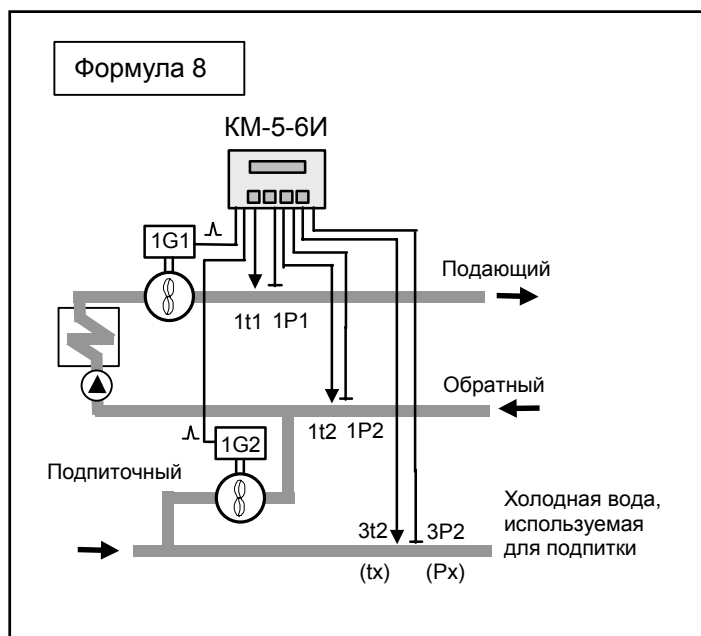 Формула 8
КМ-5-6И
1G1
Подающий
1t1 1P1
Обратный
1t2 1P2
1G2
Подпиточный
Холодная вода,
используемая
для подпитки
3t2 3P2
(tx) (Px)